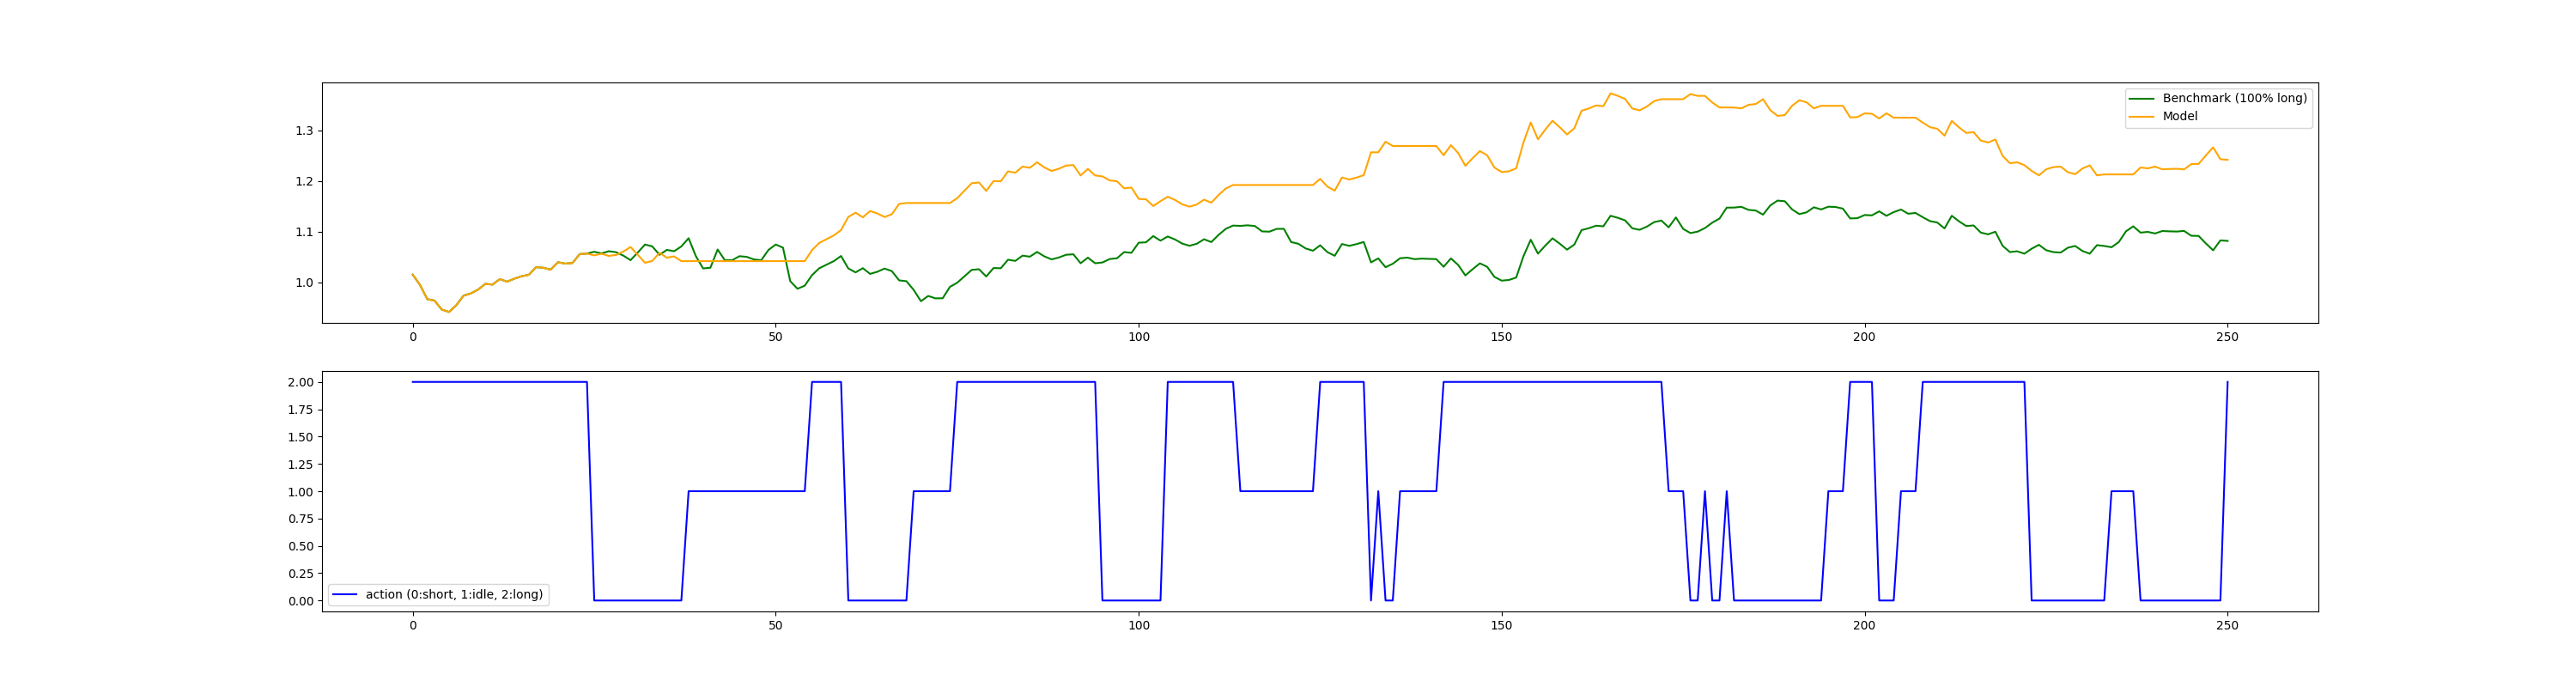 Benchmark (100% long)
Model
1.3
1.2
1.1
1.0
0 50 100 150 200 250
2.00
1.75
1.50
1.25
1.00
0.75
0.50
0.25
0.00
action (0:short, 1:idle, 2:long)
0 50 100 150 200 250